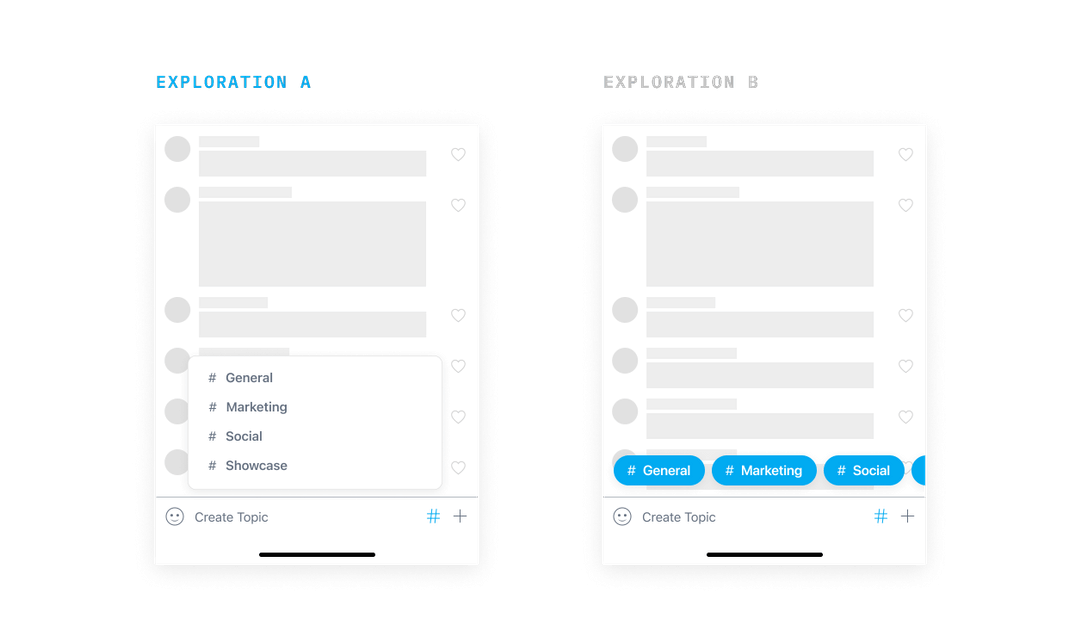 EXPLORATION A
# General
# Marketing
# Social
# Showcase
Create Topic #
EXPLORATION B
# General # Marketing # Social
Create Topic #